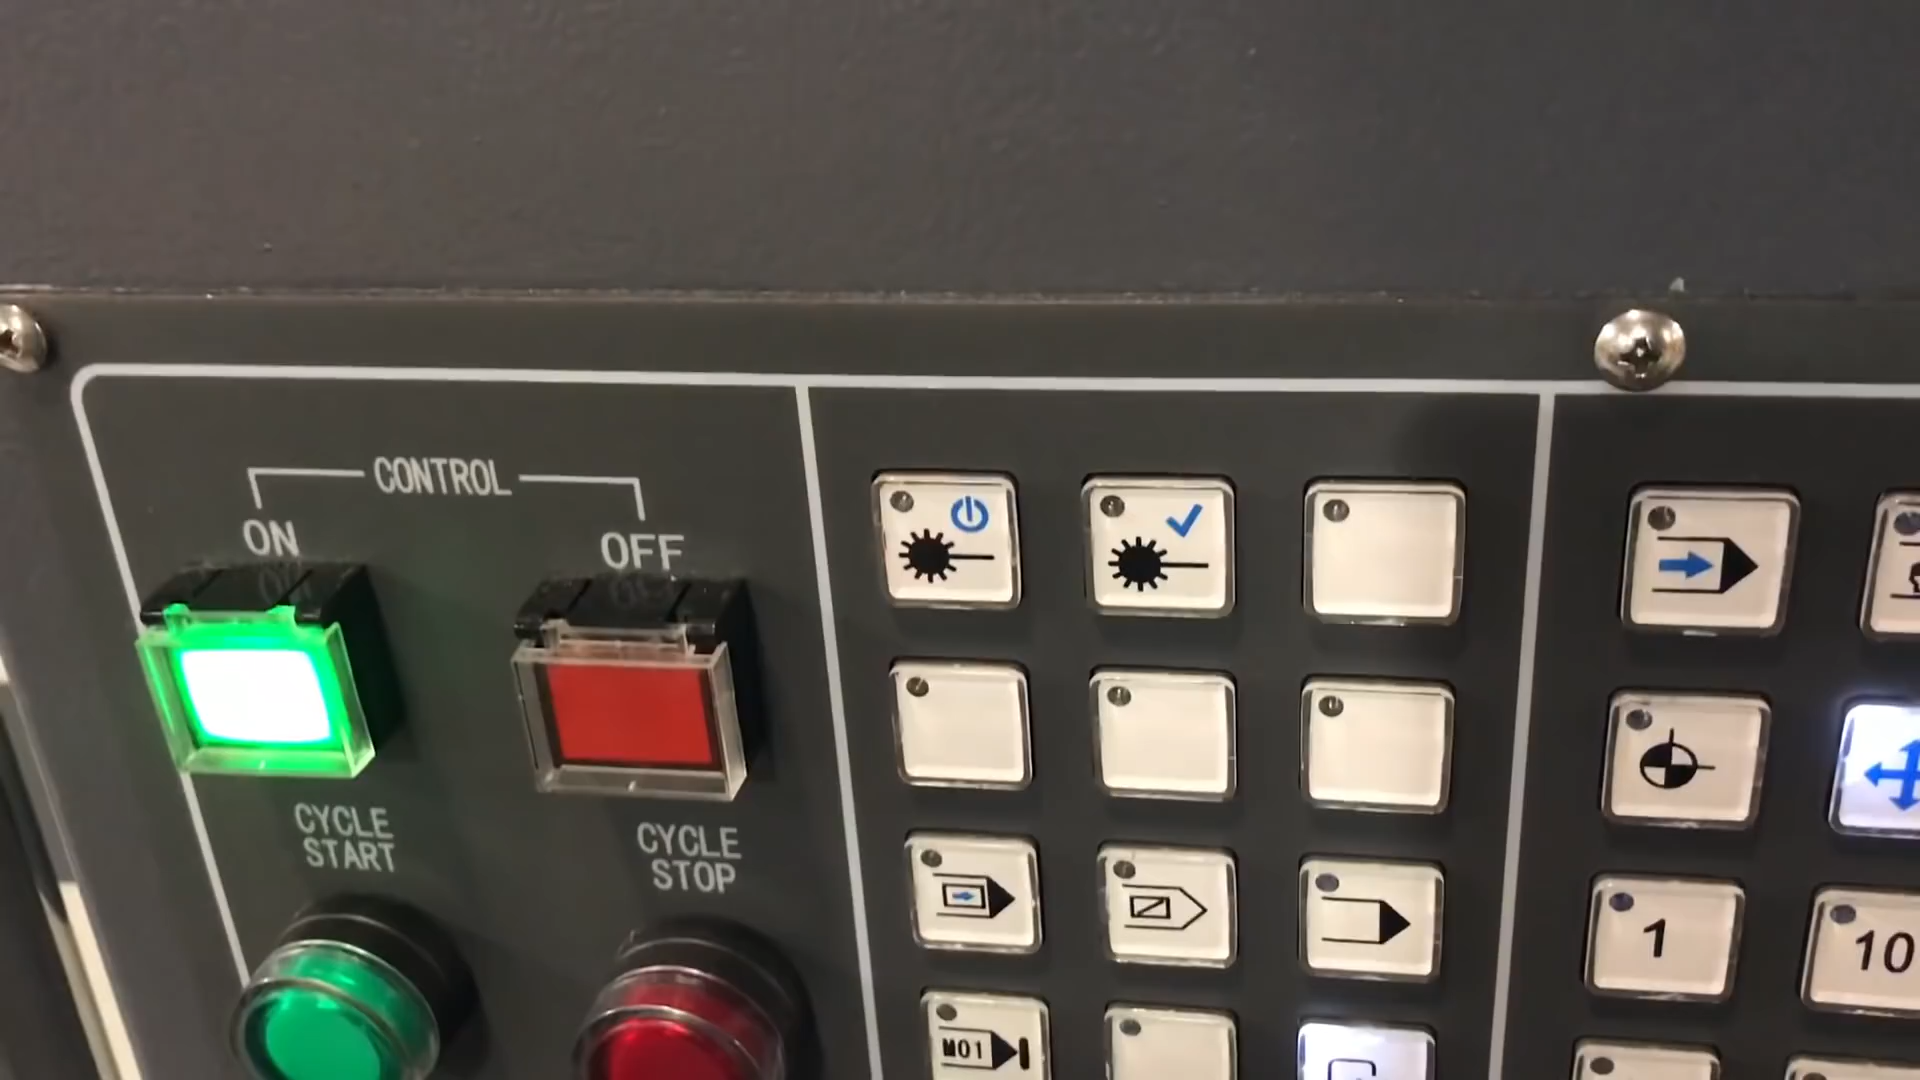 CONTROL
ON
OFF
CYCLE
START
CYCLE
STOP
1
10
M01